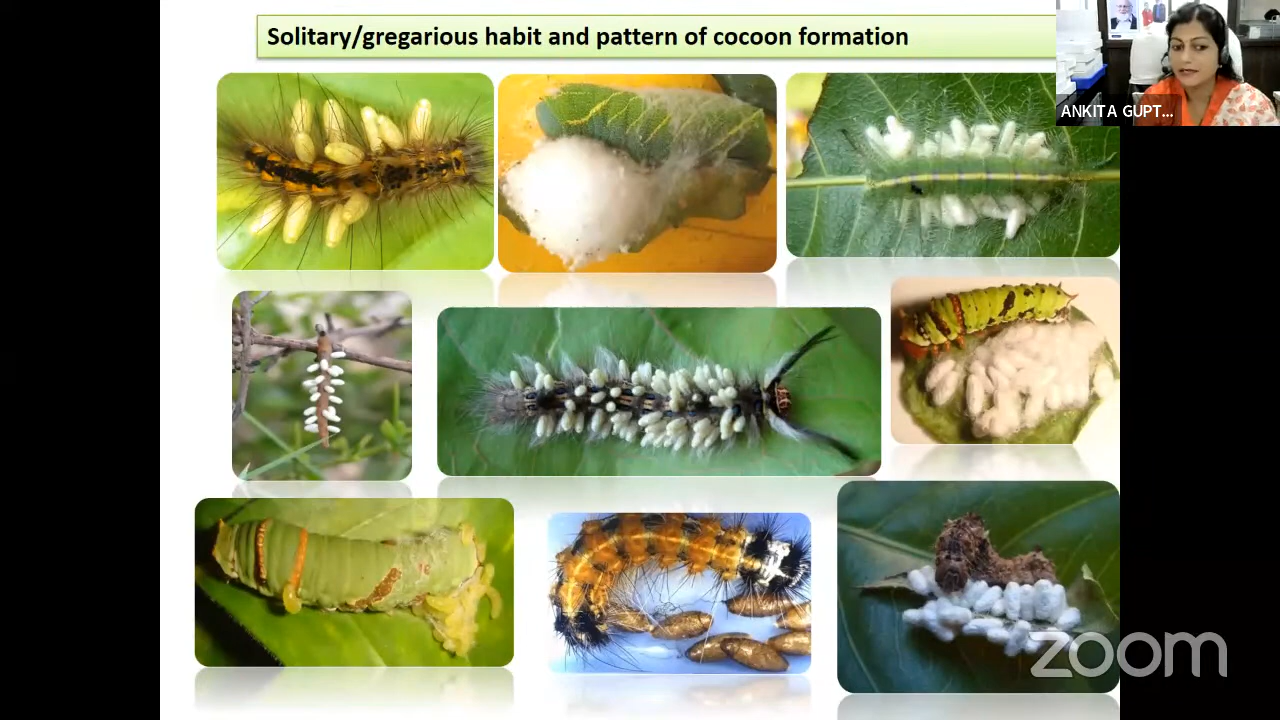 Solitary/gregarious habit and pattern of cocoon formation
ANKITA GUPT...
zoom